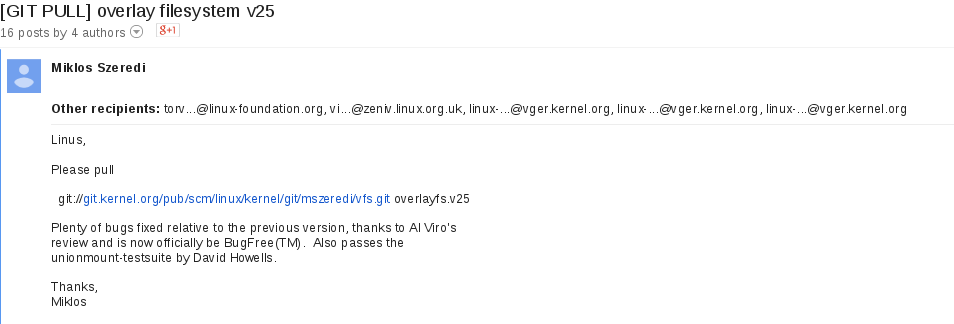 [GIT PULL] overlay filesystem v25
16 posts by 4 authors
g+1
Miklos Szeredi
Other recipients: torv...@linux-foundation.org, vi...@zeniv.linux.org.uk, linux-...@vger.kernel.org, linux-...@vger.kernel.org, linux-...@vger.kernel.org
Linus,
Please pull
git://git.kernel.org/pub/scm/linux/kernel/git/mszeredi/vfs.git overlayfs.v25
Plenty of bugs fixed relative to the previous version, thanks to Al Viro's
review and is now officially be BugFree(TM).  Also passes the
unionmount-testsuite by David Howells.
Thanks,
Miklos